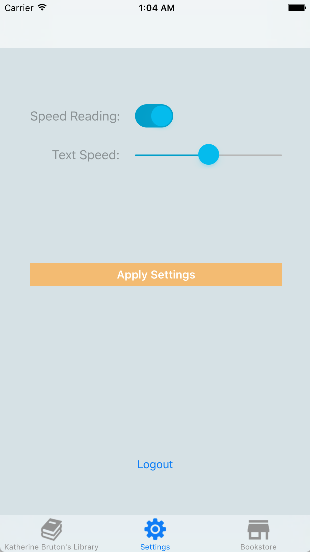 Carrier 1:04 AM
Speed Reading:
Text Speed:
Apply Settings
Logout
Katherine Bruton's Library Settings Bookstore